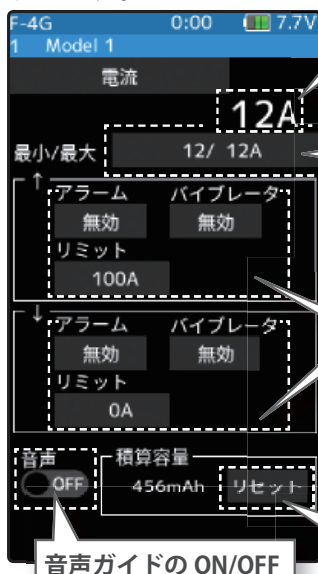 F-4G 0:00 7.7V
1 Model 1
電流
12A
最小/最大 12/ 12A
↑
アラーム バイブレータ
無効 無効
リミット
100A
↓
アラーム バイブレータ
無効 無効
リミット
0A
音声 積算容量
OFF 456mAh リセット
音声ガイドの ON/OFF